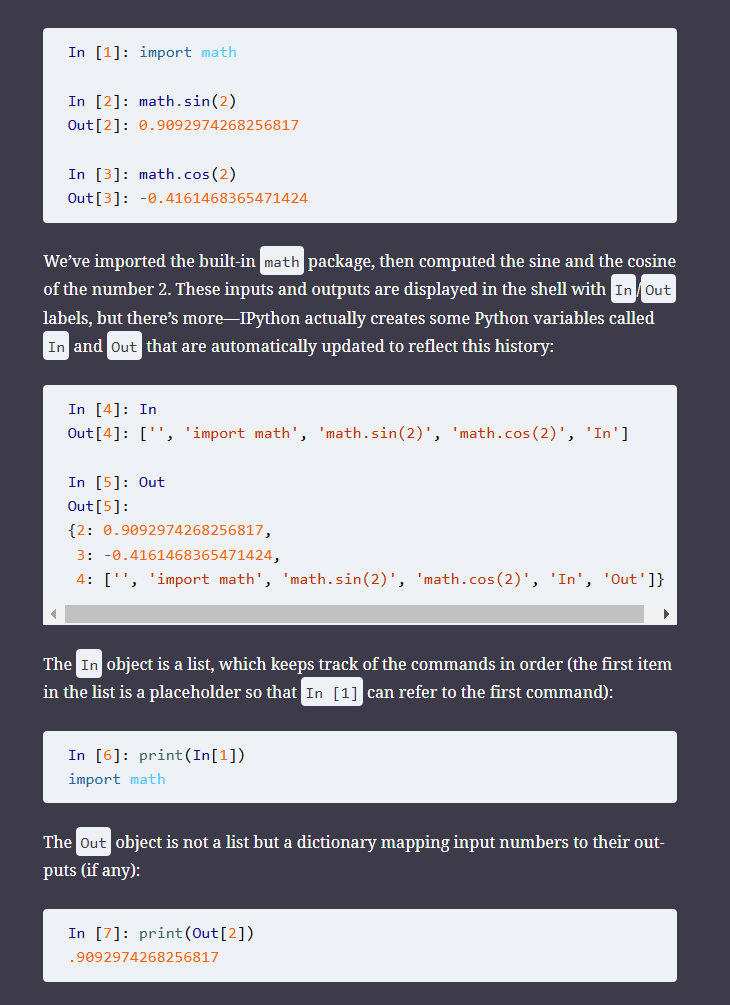 In [1]: import math
In [2]: math.sin(2)
Out[2]: 0.9092974268256817
In [3]: math.cos(2)
Out[3]: -0.4161468365471424
We’ve imported the built-in math package, then computed the sine and the cosine
of the number 2. These inputs and outputs are displayed in the shell with In/Out
labels, but there’s more—IPython actually creates some Python variables called
In and Out that are automatically updated to reflect this history:
In [4]: In
Out[4]: ['', 'import math', 'math.sin(2)', 'math.cos(2)', 'In']
In [5]: Out
Out[5]:
{2: 0.9092974268256817,
 3: -0.4161468365471424,
 4: ['', 'import math', 'math.sin(2)', 'math.cos(2)', 'In', 'Out']}
The In object is a list, which keeps track of the commands in order (the first item
in the list is a placeholder so that In [1] can refer to the first command):
In [6]: print(In[1])
import math
The Out object is not a list but a dictionary mapping input numbers to their out-
puts (if any):
In [7]: print(Out[2])
.9092974268256817